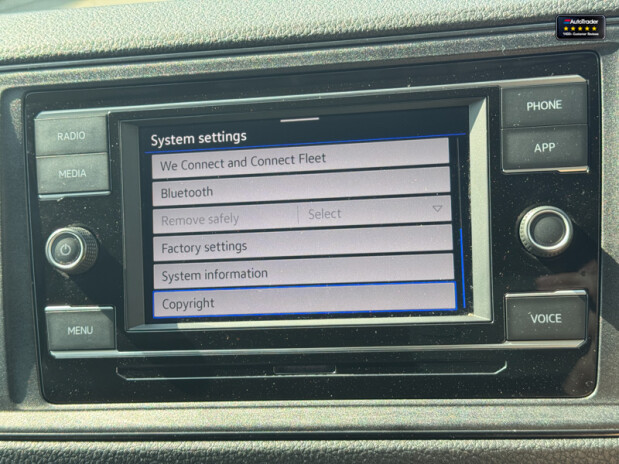 AutoTrader
RADIO
MEDIA
MENU
System settings
We Connect and Connect Fleet
Bluetooth
Remove safely Select
Factory settings
System information
Copyright
PHONE
APP
VOICE